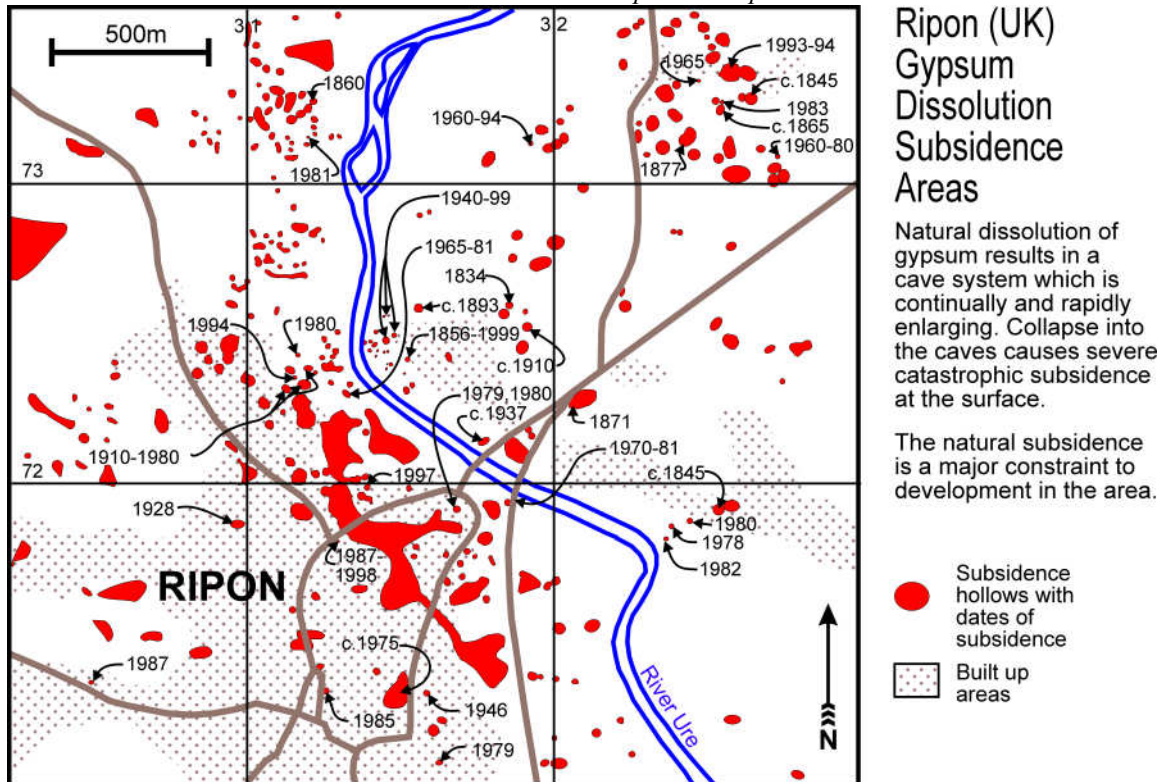 500m
31
32
1860
1981
1960-94
1965
1993-94
c.1845
1983
c.1865
1960-80
1877
73
1940-99
1965-81
1834
c.1893
1994
1980
1856-1999
c.1910
1979,1980
c.1937
1871
1970-81
1910-1980
72
1997
c.1845
1928
1980
1978
1982
1987-
1998
RIPON
c.1975
1987
1985
1946
1979
River Ure
N
Ripon (UK)
Gypsum
Dissolution
Subsidence
Areas
Natural dissolution of
gypsum results in a
cave system which is
continually and rapidly
enlarging. Collapse into
the caves causes severe
catastrophic subsidence
at the surface.
The natural subsidence
is a major constraint to
development in the area.
Subsidence
hollows with
dates of
subsidence
Built up
areas